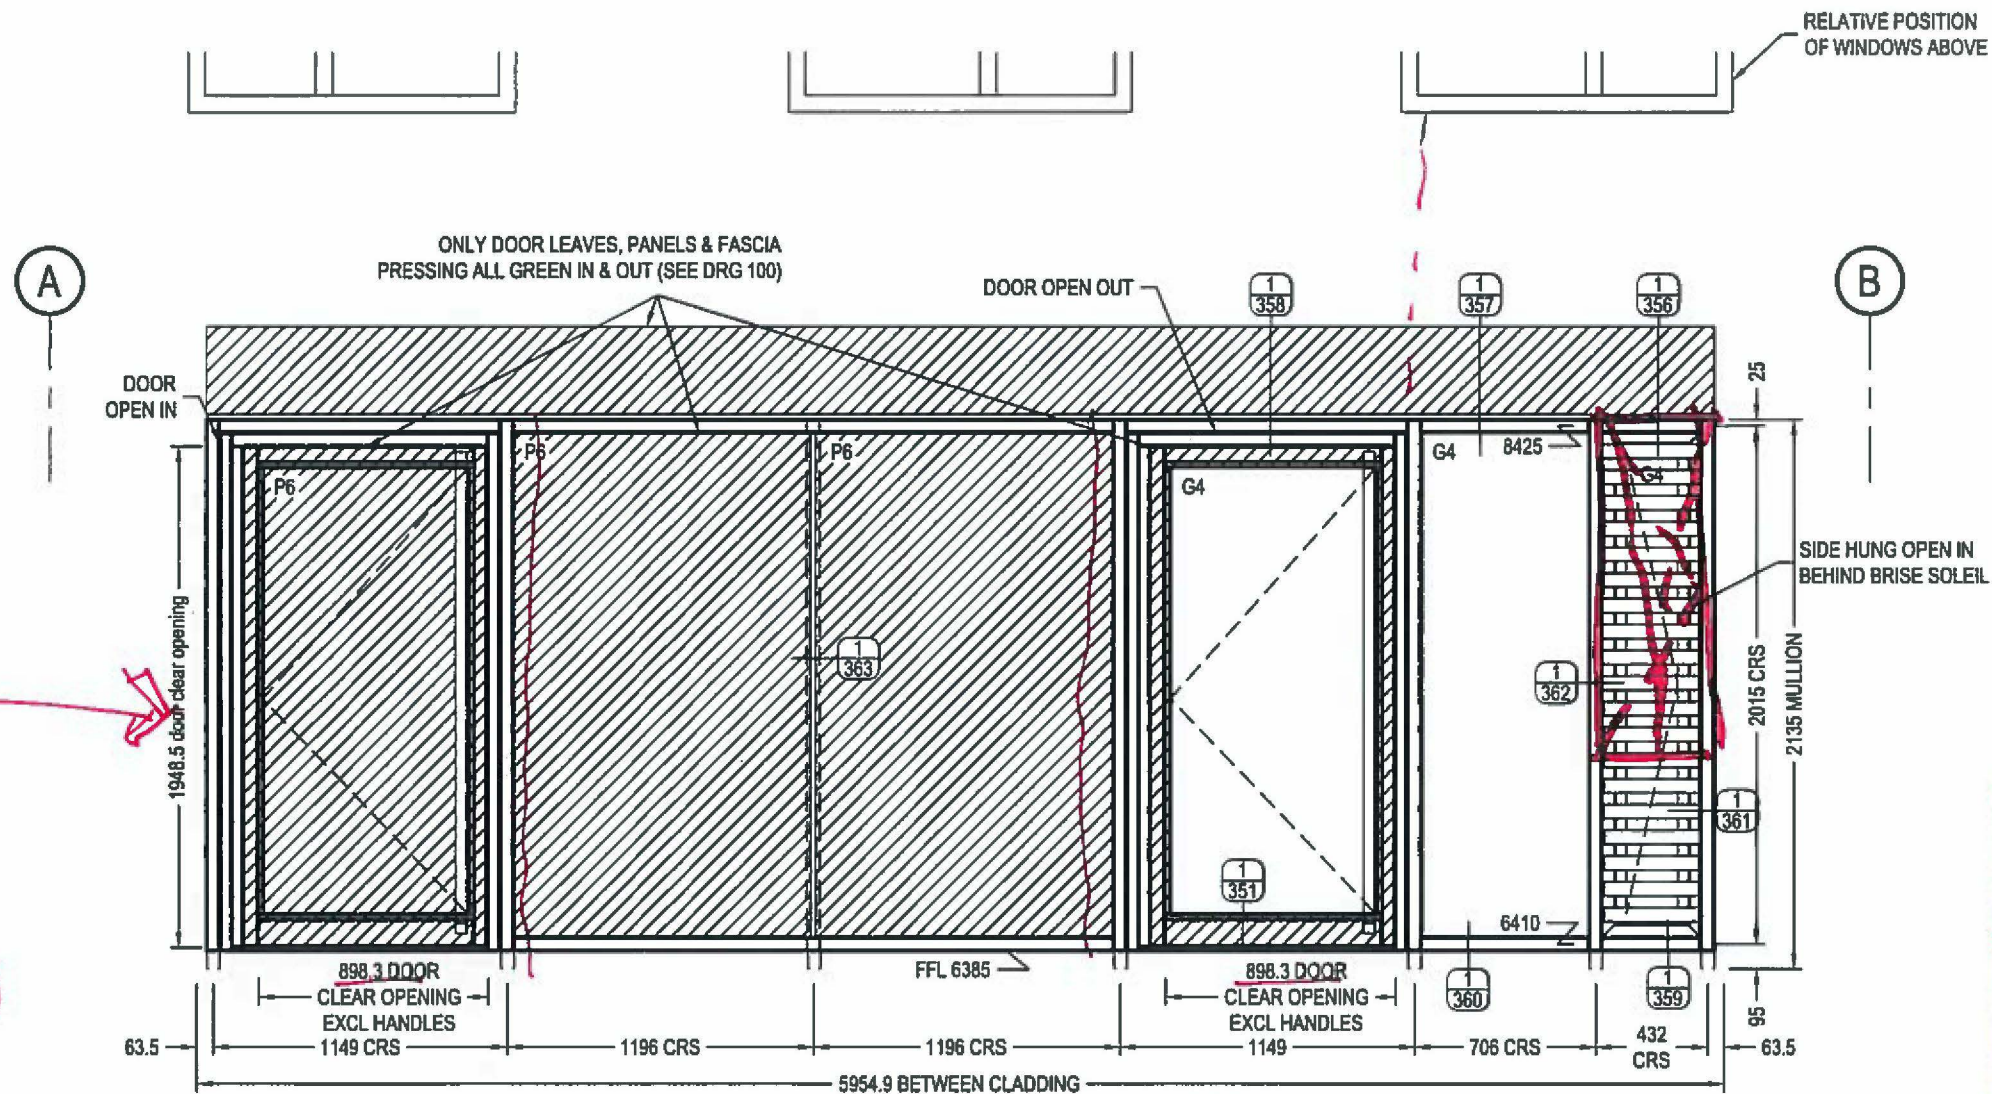 RELATIVE POSITION
OF WINDOWS ABOVE
ONLY DOOR LEAVES, PANELS & FASCIA
PRESSING ALL GREEN IN & OUT (SEE DRG 100)
DOOR OPEN OUT
1
358
1
357
1
356
A
B
DOOR
OPEN IN
25
P6
P6
P6
G4
G4
8425
G4
SIDE HUNG OPEN IN
BEHIND BRISE SOLEIL
1948.5 door clear opening
1
363
1
362
2015 CRS
2135 MULLION
1
361
1
351
6410
FFL 6385
898.3 DOOR
CLEAR OPENING
EXCL HANDLES
898.3 DOOR
CLEAR OPENING
EXCL HANDLES
1
360
1
359
95
63.5
1149 CRS
1196 CRS
1196 CRS
1149
706 CRS
432
CRS
63.5
5954.9 BETWEEN CLADDING